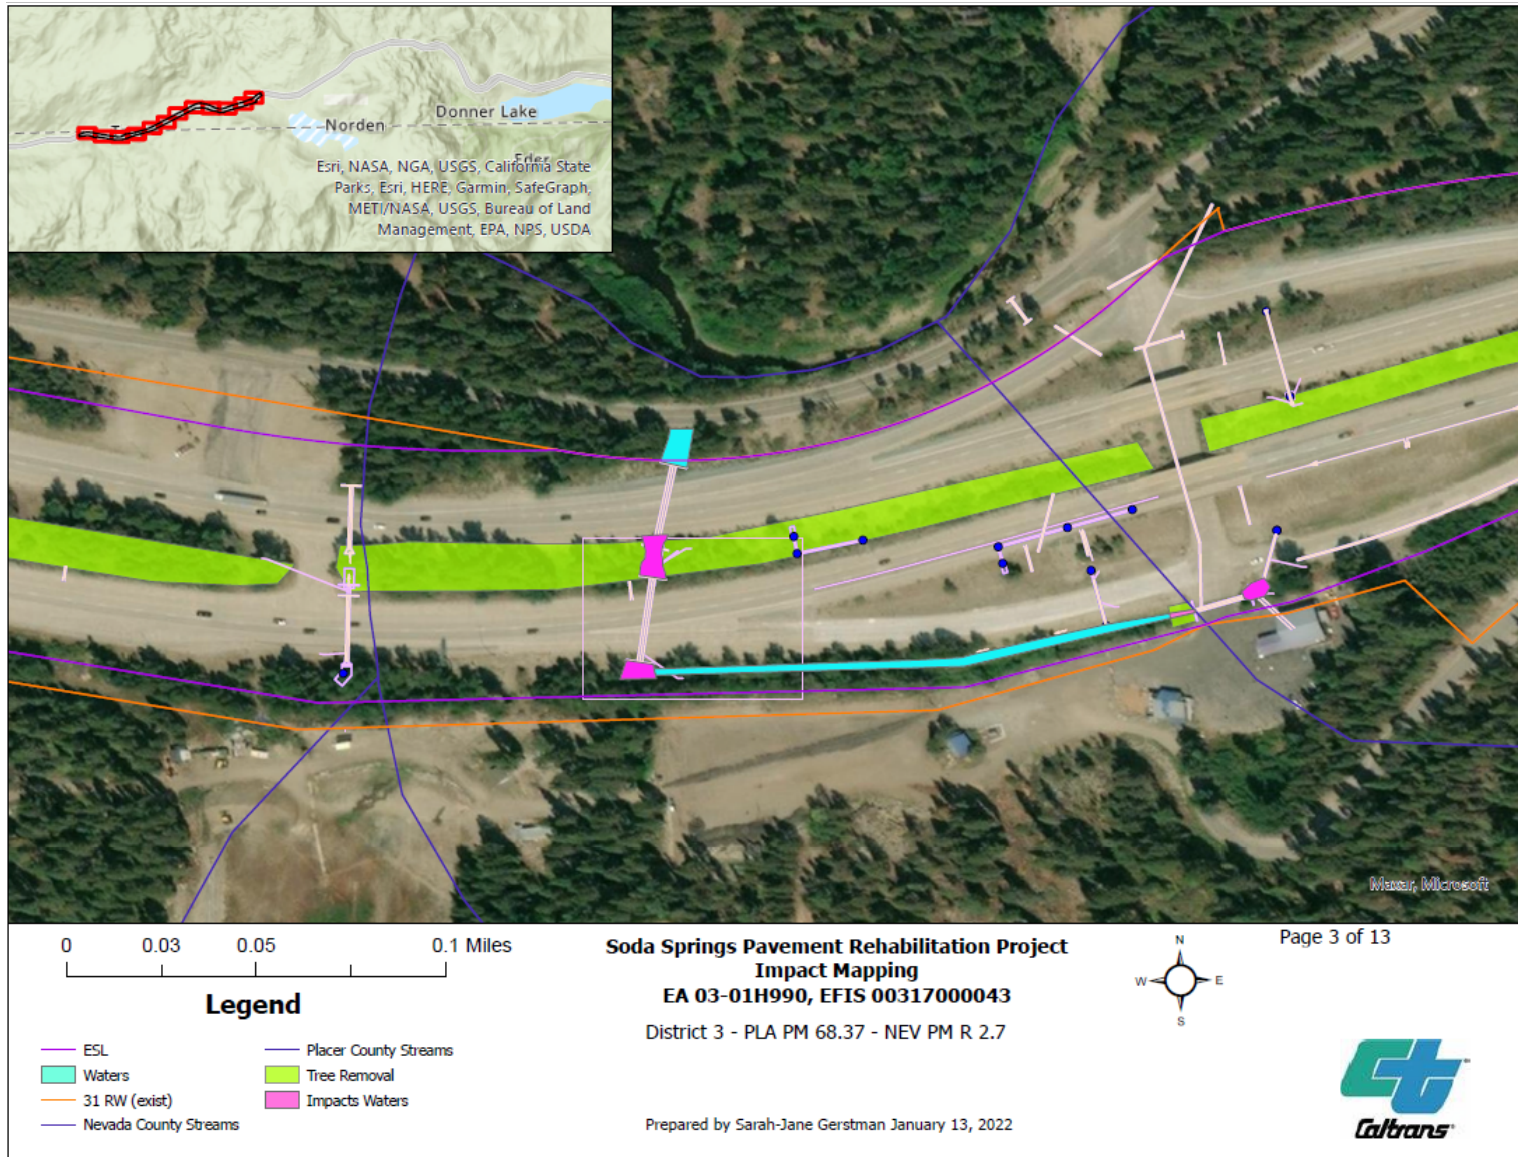 Norden
Donner Lake
Eder
Esri, NASA, NGA, USGS, California State
Parks, Esri, HERE, Garmin, SafeGraph,
METI/NASA, USGS, Bureau of Land
Management, EPA, NPS, USDA
Maxar, Microsoft
0 0.03 0.05 0.1 Miles
Legend
ESL
Waters
31 RW (exist)
Nevada County Streams
Placer County Streams
Tree Removal
Impacts Waters
Soda Springs Pavement Rehabilitation Project
Impact Mapping
EA 03-01H990, EFIS 00317000043
District 3 - PLA PM 68.37 - NEV PM R 2.7
Prepared by Sarah-Jane Gerstman January 13, 2022
N
W E
S
Page 3 of 13
Caltrans